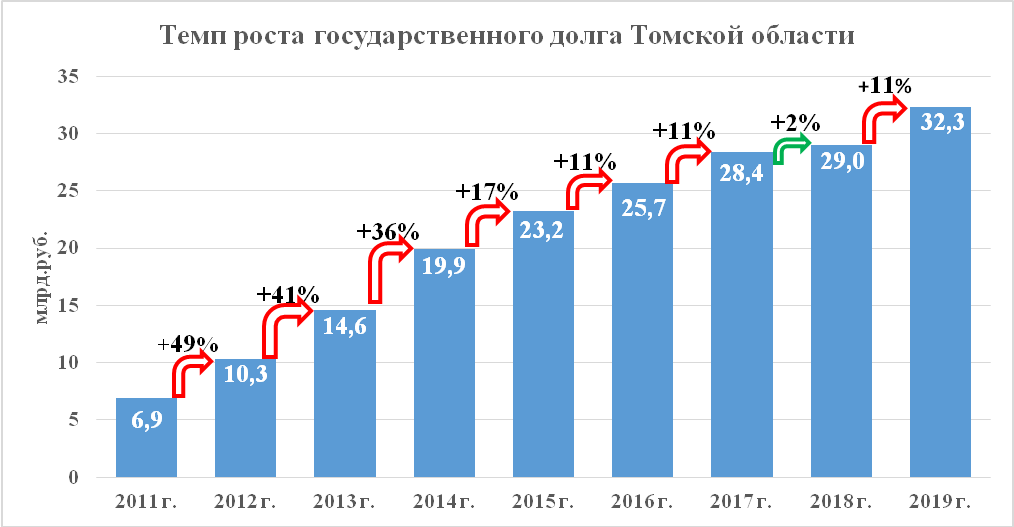 Темп роста государственного долга Томской области
млрд.руб.
35
30
25
20
15
10
5
0
+49%
+41%
+36%
+17%
+11%
+11%
+2%
+11%
6,9
10,3
14,6
19,9
23,2
25,7
28,4
29,0
32,3
2011 г.
2012 г.
2013 г.
2014 г.
2015 г.
2016 г.
2017 г.
2018 г.
2019 г.